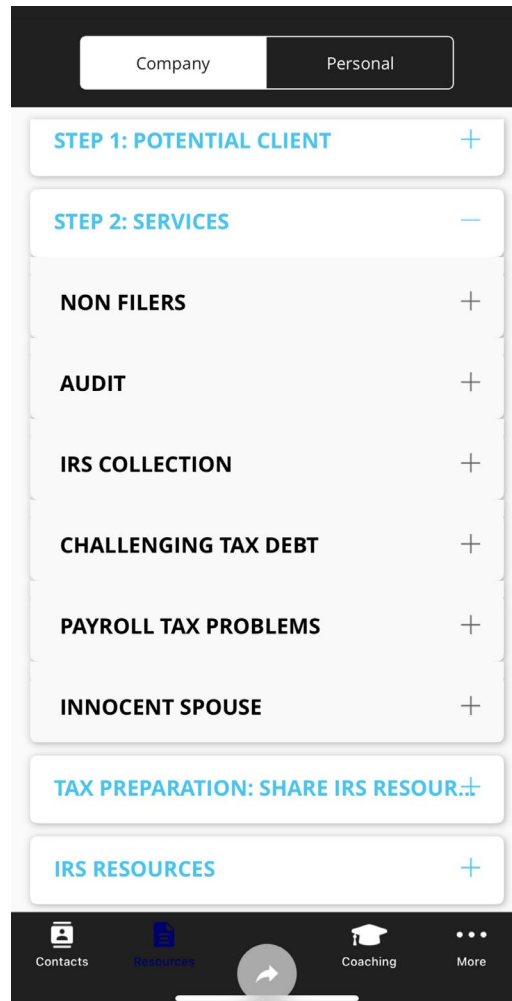 Company
Personal
STEP 1: POTENTIAL CLIENT
STEP 2: SERVICES
NON FILERS
AUDIT
IRS COLLECTION
CHALLENGING TAX DEBT
PAYROLL TAX PROBLEMS
INNOCENT SPOUSE
TAX PREPARATION: SHARE IRS RESOUR...
IRS RESOURCES
Contacts
Resources
Coaching
More